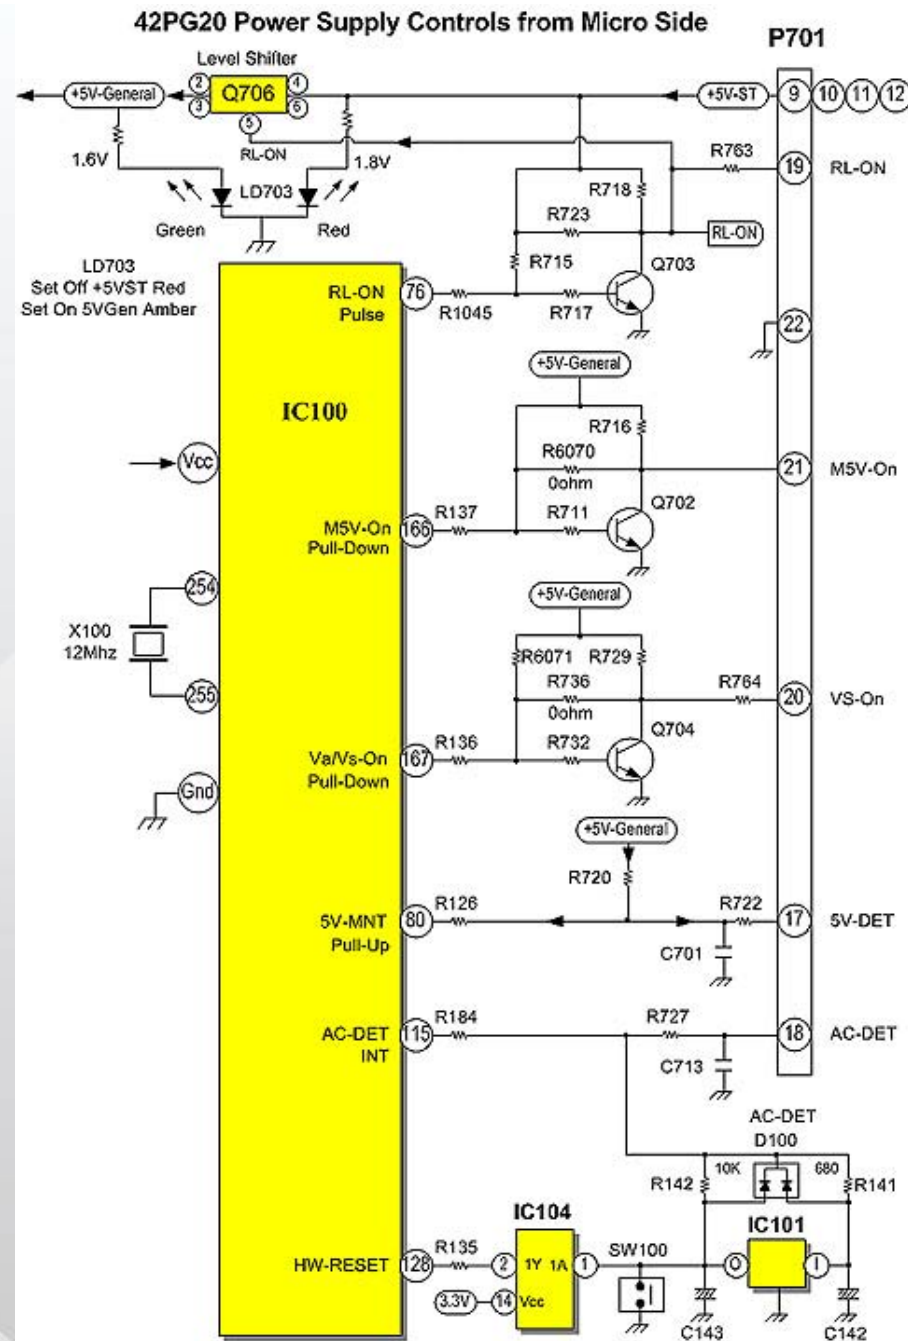 42PG20 Power Supply Controls from Micro Side
P701
Level Shifter
+5V-General
2
3
Q706
4
6
5
RL-ON
+5V-ST
9
10
11
12
1.6V
1.8V
LD703
Green
Red
R763
19
RL-ON
R718
R723
RL-ON
R715
Q703
LD703
Set Off +5VST Red
Set On 5VGen Amber
RL-ON
Pulse
76
R1045
R717
22
+5V-General
IC100
R716
R6070
0ohm
21
M5V-On
Vcc
M5V-On
Pull-Down
166
R137
R711
Q702
254
+5V-General
X100
12Mhz
R6071
R729
R736
0ohm
R764
20
VS-On
255
Q704
Va/Vs-On
Pull-Down
167
R136
R732
Gnd
+5V-General
R720
5V-MNT
Pull-Up
80
R126
R722
17
5V-DET
C701
AC-DET
INT
115
R184
R727
18
AC-DET
C713
AC-DET
D100
10K
680
R142
R141
IC104
IC101
HW-RESET
128
R135
2
1Y
1A
1
SW100
O
I
3.3V
14
Vcc
C143
C142